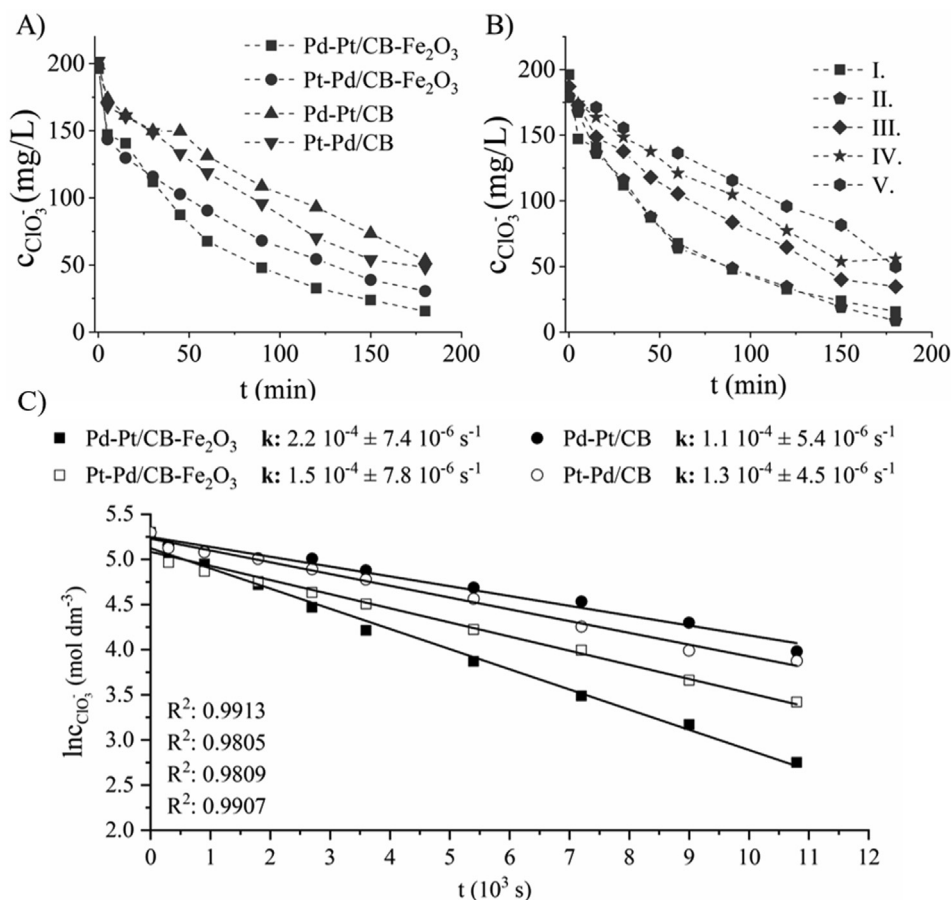 A)
Pd-Pt/CB-Fe₂O₃
Pt-Pd/CB-Fe₂O₃
Pd-Pt/CB
Pt-Pd/CB
c_ClO₃⁻ (mg/L)
200
150
100
50
0
0 50 100 150 200
t (min)
B)
I.
II.
III.
IV.
V.
c_ClO₃⁻ (mg/L)
200
150
100
50
0
0 50 100 150 200
t (min)
C)
Pd-Pt/CB-Fe₂O₃ k: 2.2 10⁻⁴ ± 7.4 10⁻⁶ s⁻¹
Pd-Pt/CB k: 1.1 10⁻⁴ ± 5.4 10⁻⁶ s⁻¹
Pt-Pd/CB-Fe₂O₃ k: 1.5 10⁻⁴ ± 7.8 10⁻⁶ s⁻¹
Pt-Pd/CB k: 1.3 10⁻⁴ ± 4.5 10⁻⁶ s⁻¹
lnc_ClO₃⁻ (mol dm⁻³)
5.5
5.0
4.5
4.0
3.5
3.0
2.5
2.0
R²: 0.9913
R²: 0.9805
R²: 0.9809
R²: 0.9907
0 1 2 3 4 5 6 7 8 9 10 11 12
t (10³ s)